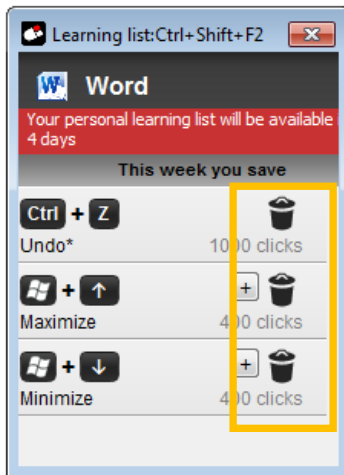 Learning list:Ctrl+Shift+F2
Word
Your personal learning list will be available
4 days
This week you save
Ctrl + Z
Undo* 1000 clicks
+ ↑ +
Maximize 400 clicks
+ ↓ +
Minimize 400 clicks